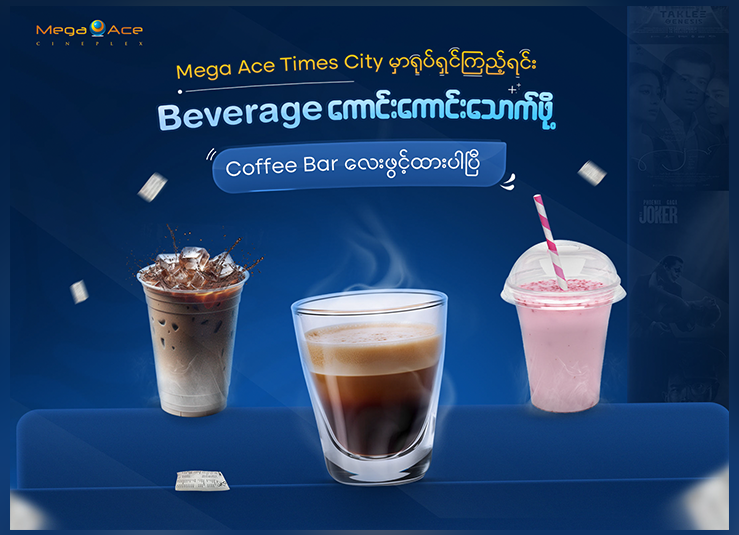 Mega Ace
CINEPLEX
Mega Ace Times City မှာရုပ်ရှင်ကြည့်ရင်း
Beverage ကောင်းကောင်းသောက်ဖို့
Coffee Bar လေးဖွင့်ထားပါပြီ
JOKER